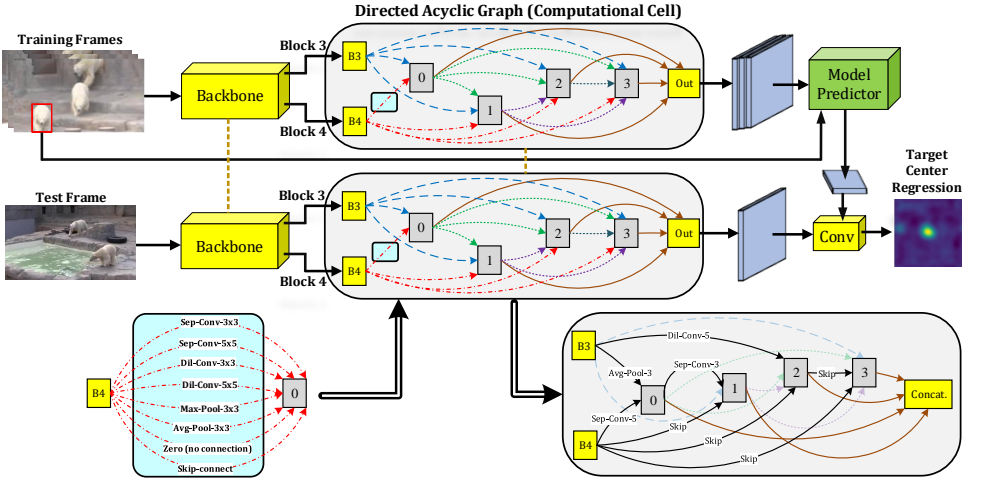 Directed Acyclic Graph (Computational Cell)
Training Frames
Block 3
Backbone
Block 4
B3
B4
0
1
2
3
Out
Model
Predictor
Test Frame
Block 3
Backbone
Block 4
B3
B4
0
1
2
3
Out
Conv
Target
Center
Regression
B4
Sep-Conv-3x3
Sep-Conv-5x5
Dil-Conv-3x3
Dil-Conv-5x5
Max-Pool-3x3
Avg-Pool-3x3
Zero (no connection)
Skip-connect
0
B3
B4
Dil-Conv-5
Avg-Pool-3
Sep-Conv-3
Sep-Conv-5
Skip
Skip
Skip
Skip
0
1
2
3
Concat.